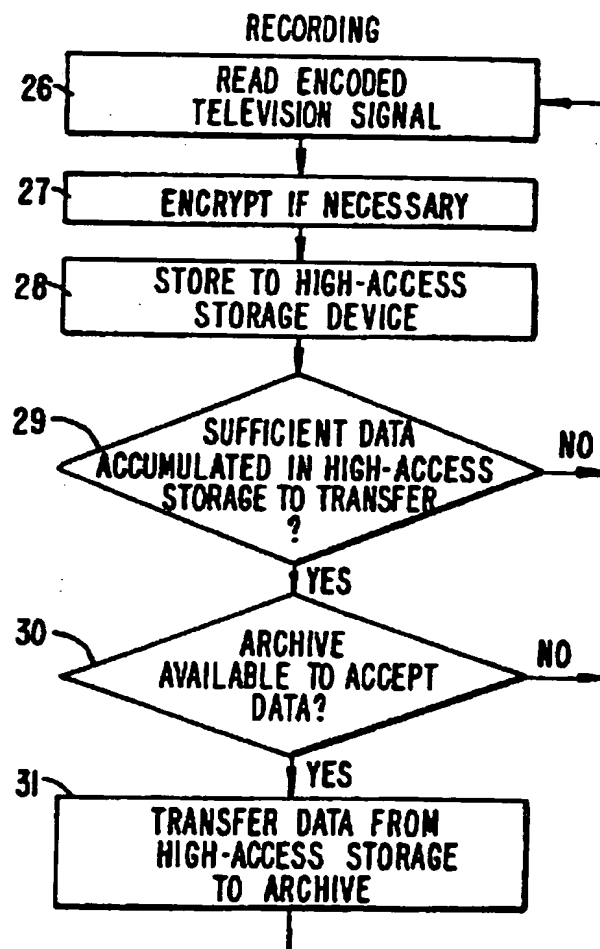 RECORDING
26
READ ENCODED
TELEVISION SIGNAL
27
ENCRYPT IF NECESSARY
28
STORE TO HIGH-ACCESS
STORAGE DEVICE
29
SUFFICIENT DATA
ACCUMULATED IN HIGH-ACCESS
STORAGE TO TRANSFER
?
NO
YES
30
ARCHIVE
AVAILABLE TO ACCEPT
DATA?
NO
YES
31
TRANSFER DATA FROM
HIGH-ACCESS STORAGE
TO ARCHIVE